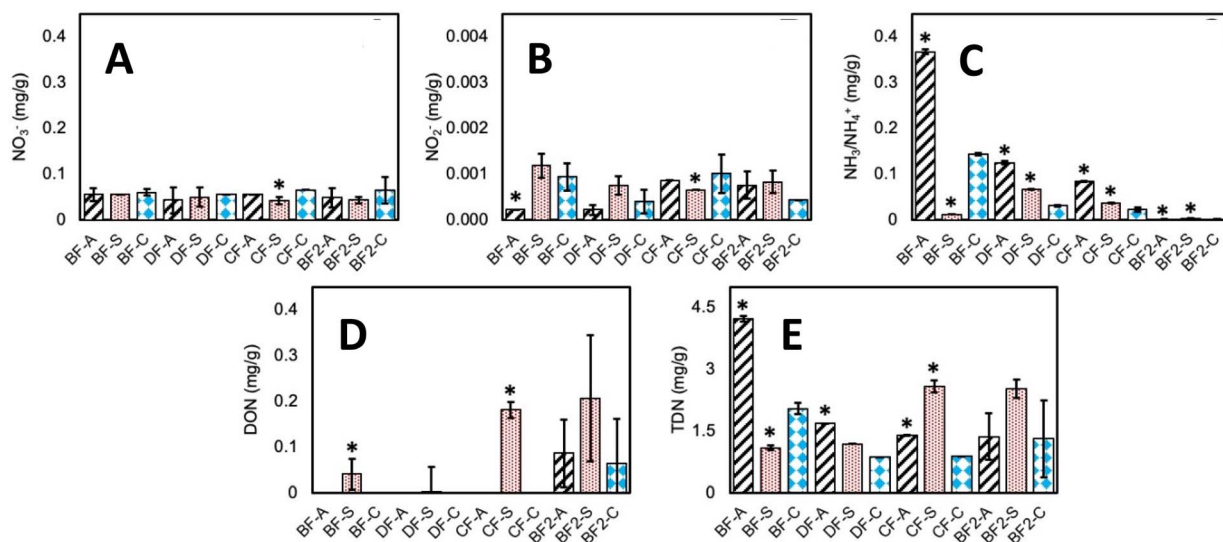 A
NO₃⁻ (mg/g)
0.4
0.3
0.2
0.1
0
BF-A
BF-S
BF-C
DF-A
DF-S
DF-C
CF-A
CF-S
CF-C
BF2-A
BF2-S
BF2-C
*
B
NO₂⁻ (mg/g)
0.004
0.003
0.002
0.001
0.000
BF-A
BF-S
BF-C
DF-A
DF-S
DF-C
CF-A
CF-S
CF-C
BF2-A
BF2-S
BF2-C
*
*
C
NH₃/NH₄⁺ (mg/g)
0.4
0.3
0.2
0.1
0
BF-A
BF-S
BF-C
DF-A
DF-S
DF-C
CF-A
CF-S
CF-C
BF2-A
BF2-S
BF2-C
*
*
*
*
*
*
*
*
D
DON (mg/g)
0.4
0.3
0.2
0.1
0
BF-A
BF-S
BF-C
DF-A
DF-S
DF-C
CF-A
CF-S
CF-C
BF2-A
BF2-S
BF2-C
*
*
E
TDN (mg/g)
4.5
3
1.5
0
BF-A
BF-S
BF-C
DF-A
DF-S
DF-C
CF-A
CF-S
CF-C
BF2-A
BF2-S
BF2-C
*
*
*
*
*